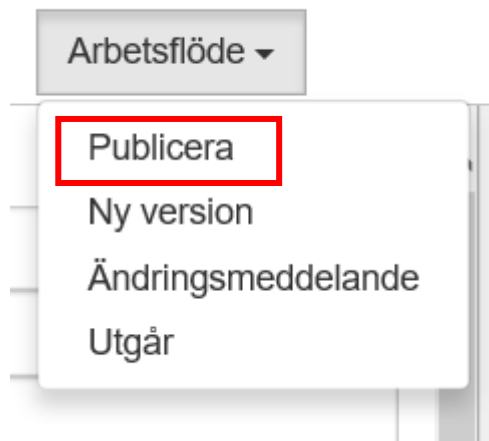 Arbetsflöde
Publicera
Ny version
Ändringsmeddelande
Utgår